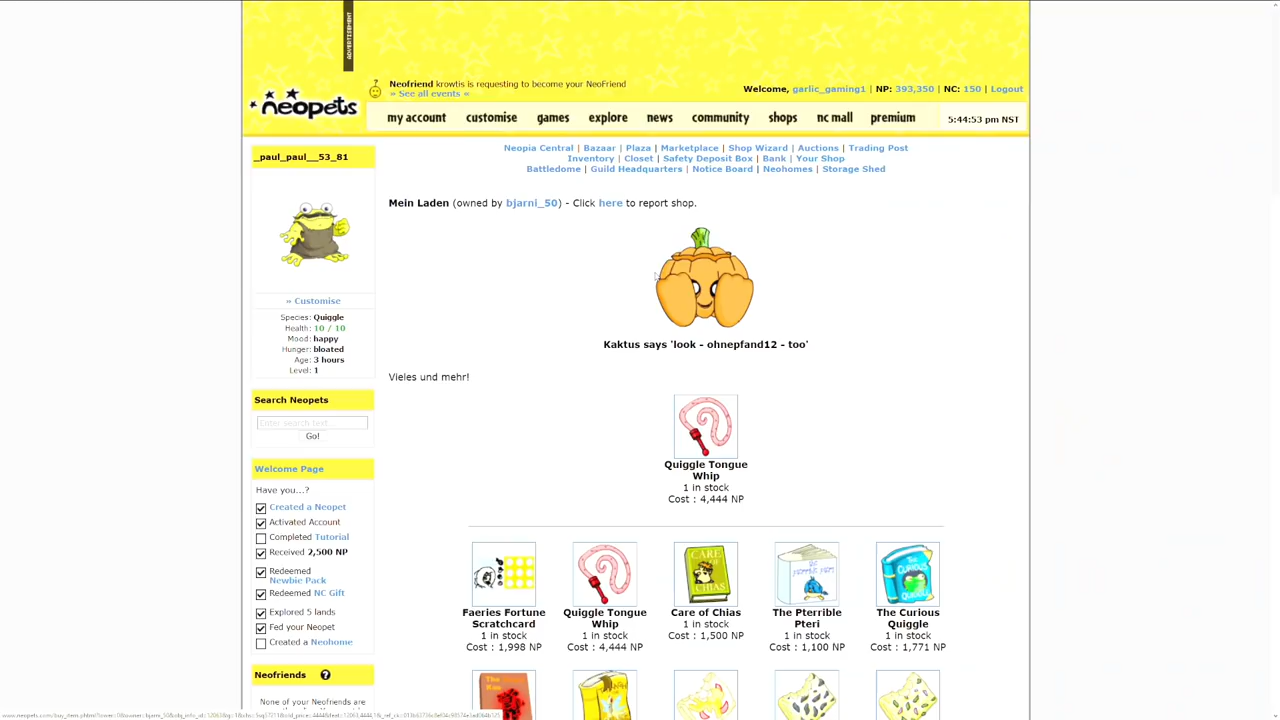 ADVERTISEMENT
Neofriend krowtis is requesting to become your NeoFriend
» See all events «
Welcome, garlic_gaming1 | NP: 393,350 | NC: 150 | Logout
neopets
my account customise games explore news community shops nc mall premium
5:44:53 pm NST
_paul_paul__53_81
Neopia Central | Bazaar | Plaza | Marketplace | Shop Wizard | Auctions | Trading Post
Inventory | Closet | Safety Deposit Box | Bank | Your Shop
Battledome | Guild Headquarters | Notice Board | Neohomes | Storage Shed
Mein Laden (owned by bjarni_50) - Click here to report shop.
» Customise
Species: Quiggle
Health: 10 / 10
Mood: happy
Hunger: bloated
Age: 3 hours
Level: 1
Kaktus says 'look - ohnepfand12 - too'
Vieles und mehr!
Search Neopets
Enter search text...
Go!
Quiggle Tongue
Whip
1 in stock
Cost : 4,444 NP
Welcome Page
Have you...?
Created a Neopet
Activated Account
Completed Tutorial
Received 2,500 NP
Redeemed
Newbie Pack
Redeemed NC Gift
Explored 5 lands
Fed your Neopet
Created a Neohome
CARE
OF
CHIAS
THE
CURIOUS
Faeries Fortune
Scratchcard
1 in stock
Cost : 1,998 NP
Quiggle Tongue
Whip
1 in stock
Cost : 4,444 NP
Care of Chias
1 in stock
Cost : 1,500 NP
The Pterrible
Pteri
1 in stock
Cost : 1,100 NP
The Curious
Quiggle
1 in stock
Cost : 1,771 NP
Neofriends
None of your Neofriends are